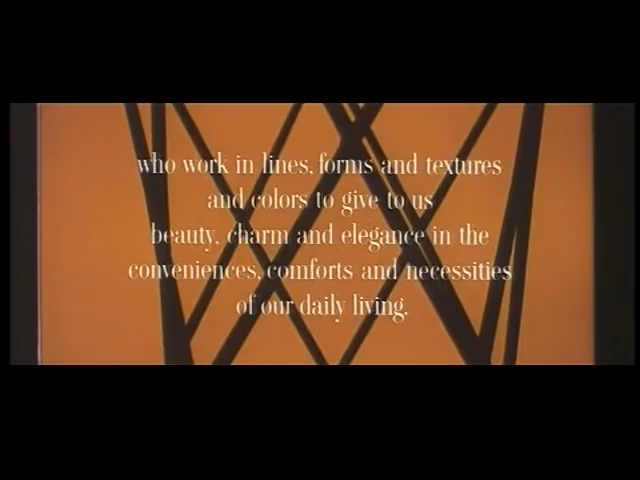 who work in lines, forms and textures
and colors to give to us
beauty, charm and elegance in the
conveniences, comforts and necessities
of our daily living.